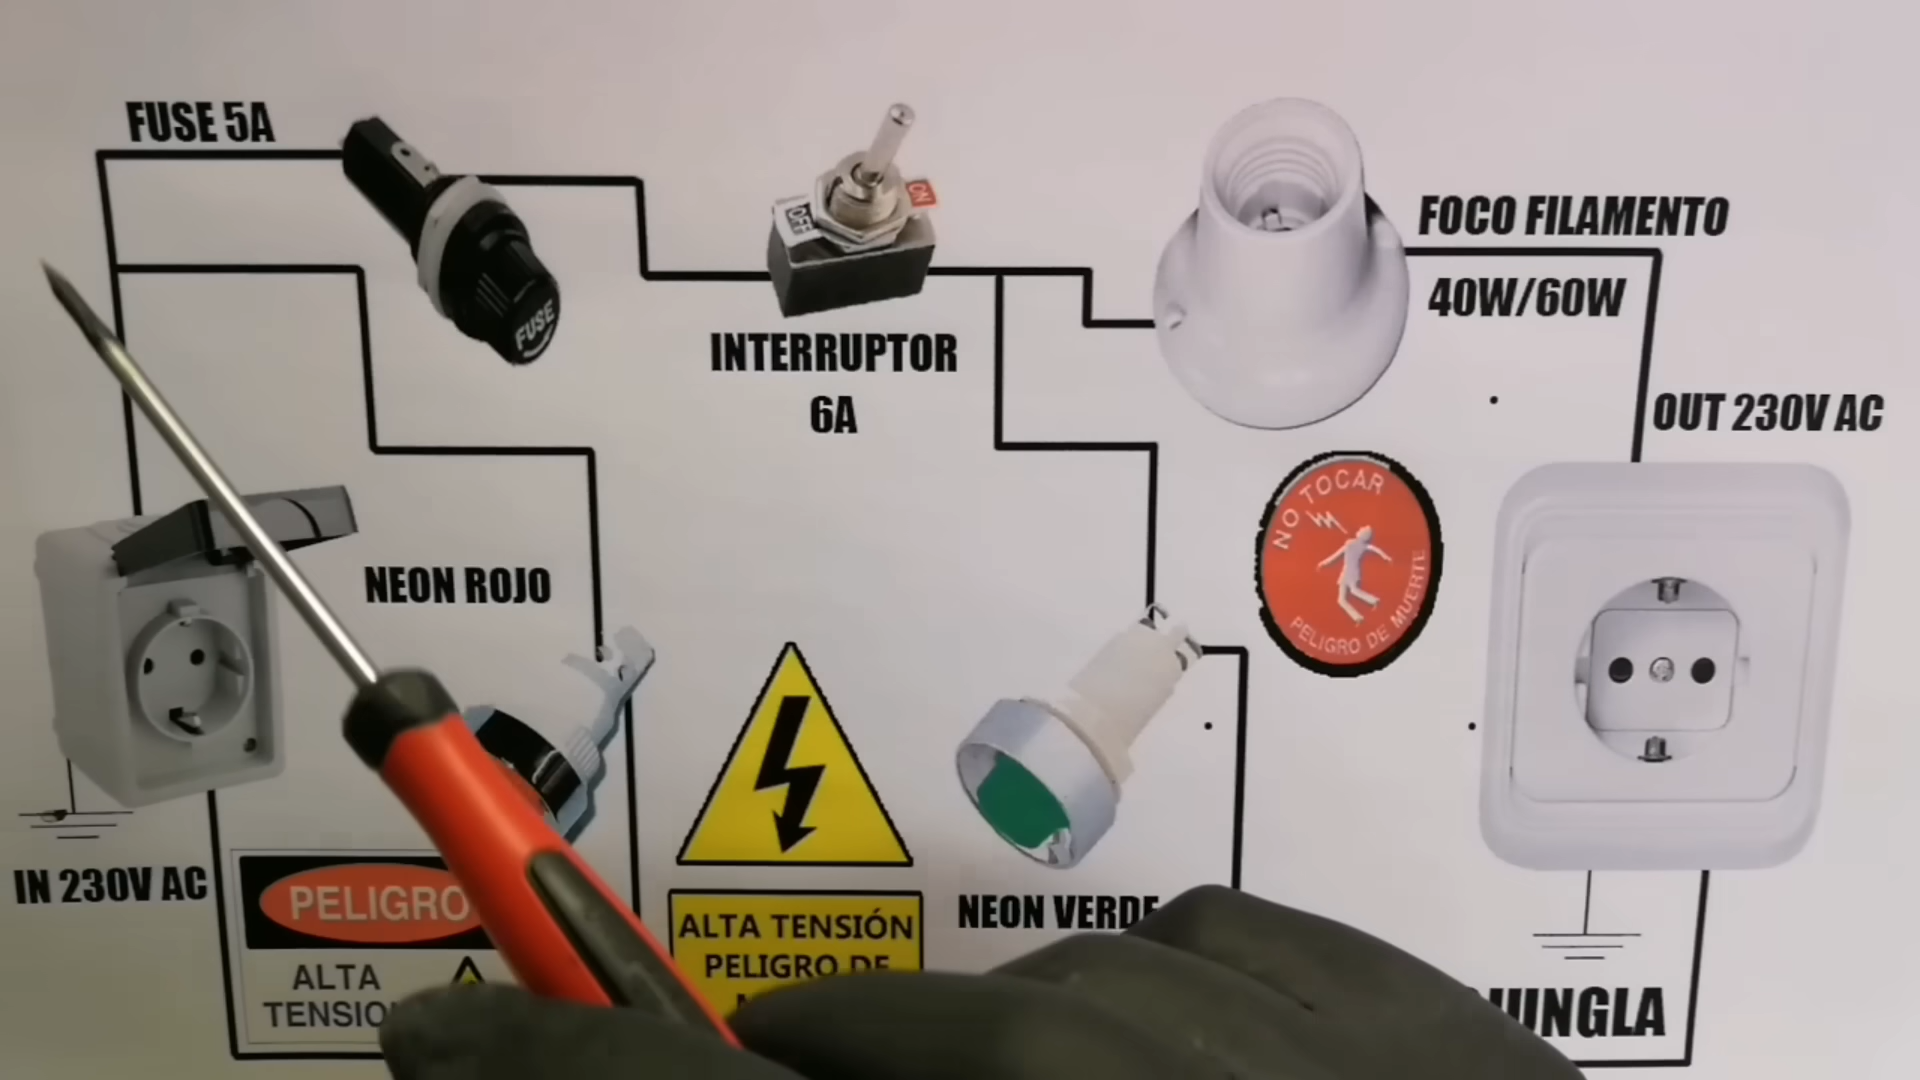 FUSE 5A
OFF
ON
FUSE
INTERRUPTOR
6A
FOCO FILAMENTO
40W/60W
OUT 230V AC
NO TOCAR
PELIGRO DE MUERTE
NEON ROJO
IN 230V AC
PELIGRO
ALTA
ALTA TENSIÓN
PELIGRO DE
NEON VERDE